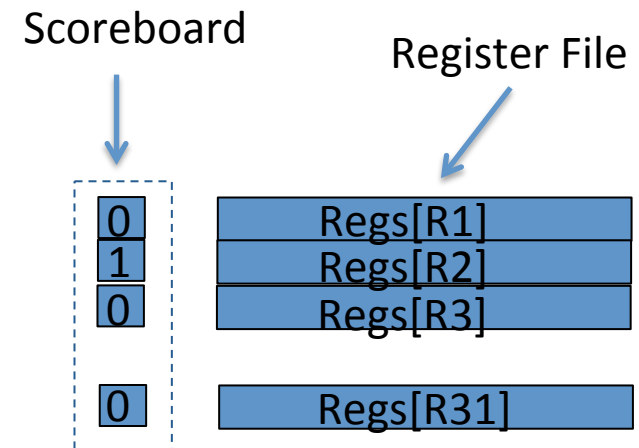 Scoreboard
Register File
0 Regs[R1]
1 Regs[R2]
0 Regs[R3]
0 Regs[R31]